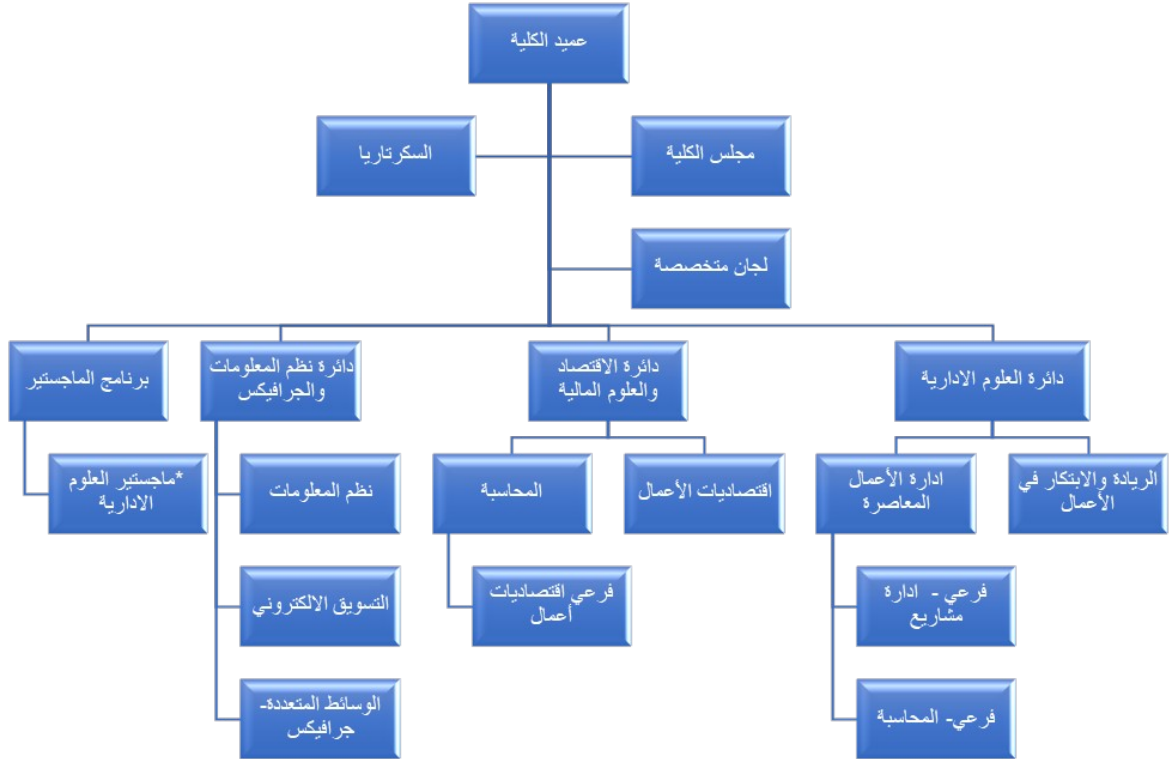 عميد الكلية
مجلس الكلية
السكرتاريا
لجان متخصصة
دائرة العلوم الادارية
دائرة الاقتصاد
والعلوم المالية
دائرة نظم المعلومات
والجرافيكس
برنامج الماجستير
الريادة والابتكار في
الأعمال
ادارة الأعمال
المعاصرة
اقتصاديات الأعمال
المحاسبة
نظم المعلومات
*ماجستير العلوم
الادارية
فرعي - ادارة
مشاريع
فرعي اقتصاديات
أعمال
التسويق الالكتروني
فرعي- المحاسبة
الوسائط المتعددة-
جرافيكس